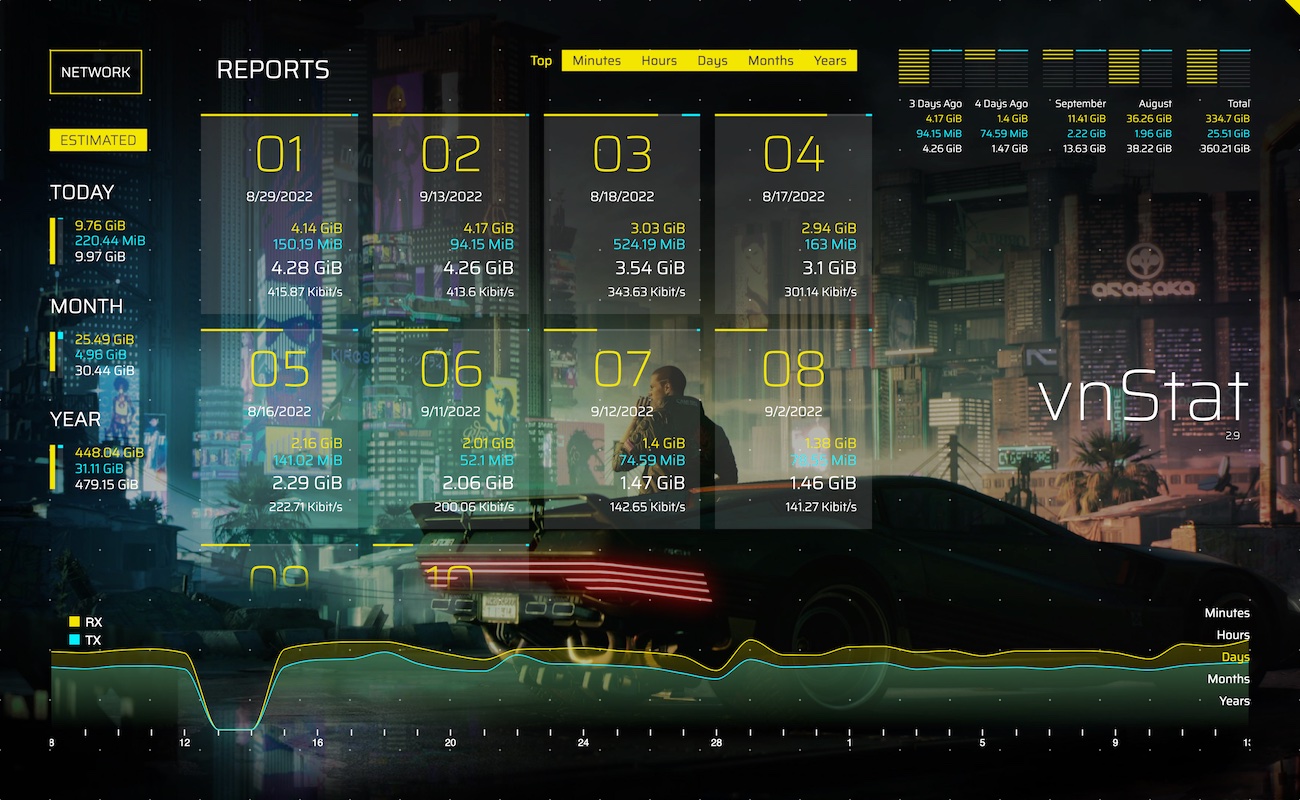 NETWORK
REPORTS
Top Minutes Hours Days Months Years
ESTIMATED
TODAY
9.76 GiB
220.44 MiB
9.97 GiB
MONTH
25.49 GiB
4.96 GiB
30.44 GiB
YEAR
448.04 GiB
31.11 GiB
479.15 GiB
01
8/29/2022
4.14 GiB
150.19 MiB
4.28 GiB
415.87 Kibit/s
02
9/13/2022
4.17 GiB
94.15 MiB
4.26 GiB
413.6 Kibit/s
03
8/18/2022
3.03 GiB
524.19 MiB
3.54 GiB
343.63 Kibit/s
04
8/17/2022
2.94 GiB
163 MiB
3.1 GiB
301.14 Kibit/s
05
8/16/2022
2.16 GiB
141.02 MiB
2.29 GiB
222.71 Kibit/s
06
9/11/2022
2.01 GiB
52.1 MiB
2.06 GiB
200.06 Kibit/s
07
9/12/2022
1.4 GiB
74.59 MiB
1.47 GiB
142.65 Kibit/s
08
9/2/2022
1.38 GiB
MiB
1.46 GiB
141.27 Kibit/s
09
10
3 Days Ago
4.17 GiB
94.15 MiB
4.26 GiB
4 Days Ago
1.4 GiB
74.59 MiB
1.47 GiB
September
11.41 GiB
2.22 GiB
13.63 GiB
August
36.26 GiB
1.96 GiB
38.22 GiB
Total
334.7 GiB
25.51 GiB
360.21 GiB
arasaka
KINGS
vnStat
2.9
RX
TX
Minutes
Hours
Days
Months
Years
8 12 16 20 24 28 1 5 9